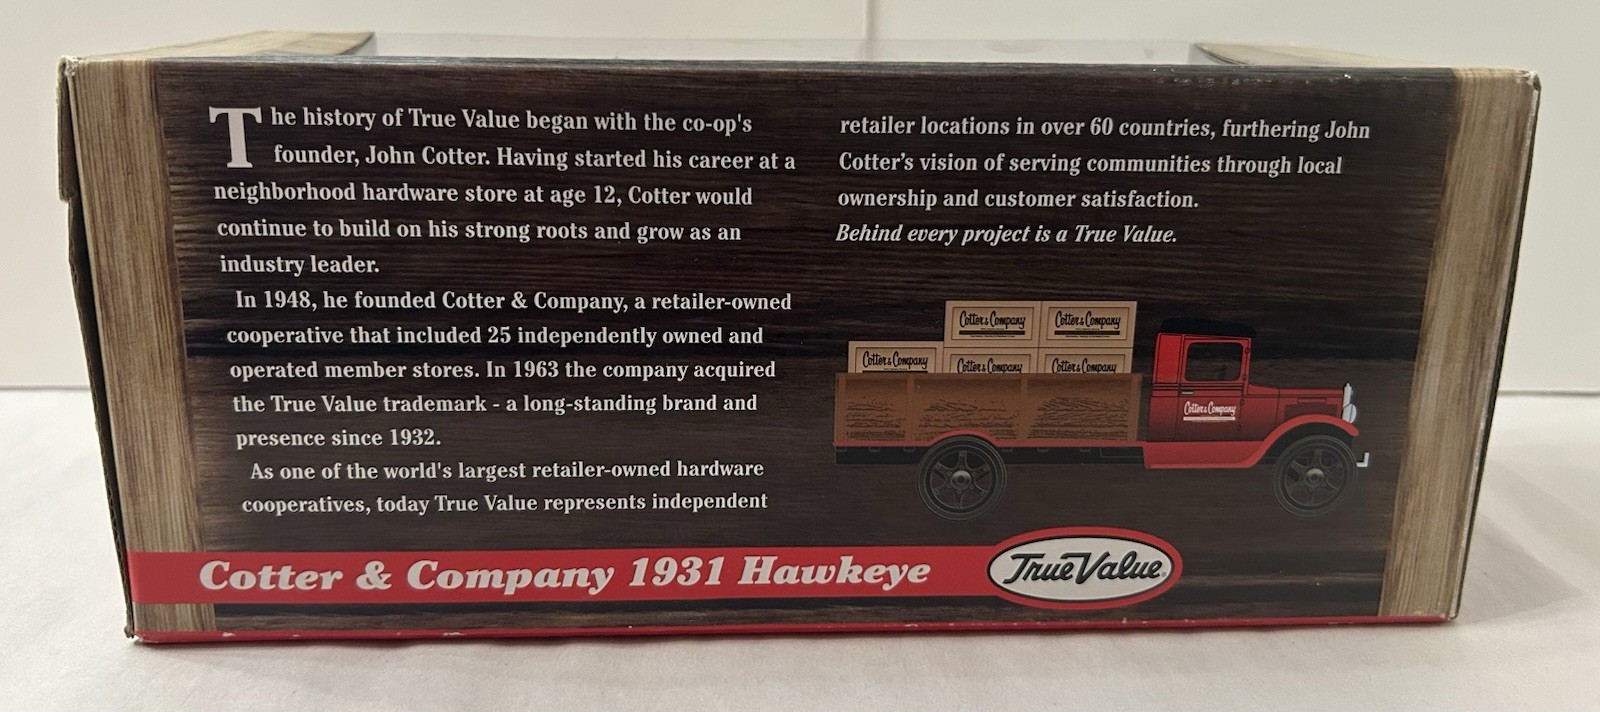 The history of True Value began with the co-op's
founder, John Cotter. Having started his career at a
neighborhood hardware store at age 12, Cotter would
continue to build on his strong roots and grow as an
industry leader.
In 1948, he founded Cotter & Company, a retailer-owned
cooperative that included 25 independently owned and
operated member stores. In 1963 the company acquired
the True Value trademark - a long-standing brand and
presence since 1932.
As one of the world's largest retailer-owned hardware
cooperatives, today True Value represents independent
retailer locations in over 60 countries, furthering John
Cotter's vision of serving communities through local
ownership and customer satisfaction.
Behind every project is a True Value.
Cotter & Company
Cotter & Company
Cotter & Company
Cotter & Company
Cotter & Company
Cotter & Company
Cotter & Company 1931 Hawkeye
True Value®